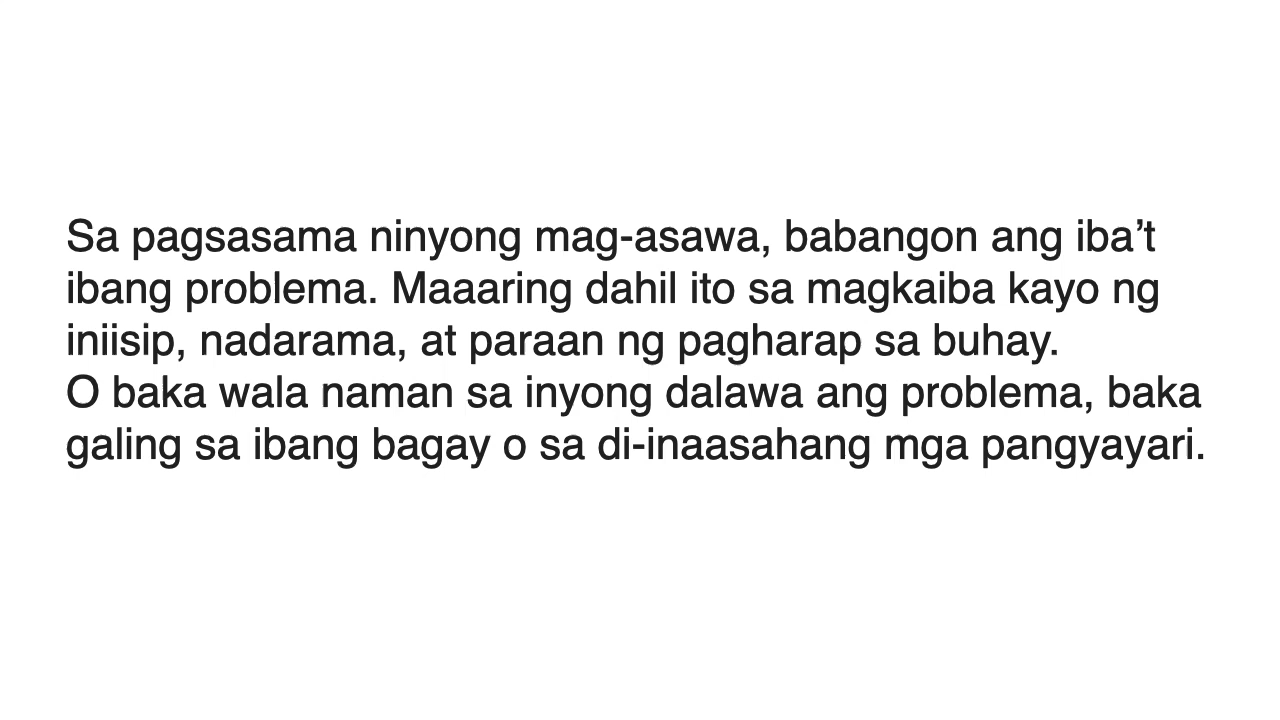 Sa pagsasama ninyong mag-asawa, babangon ang iba’t
ibang problema. Maaaring dahil ito sa magkaiba kayo ng
iniisip, nadarama, at paraan ng pagharap sa buhay.
O baka wala naman sa inyong dalawa ang problema, baka
galing sa ibang bagay o sa di-inaasahang mga pangyayari.